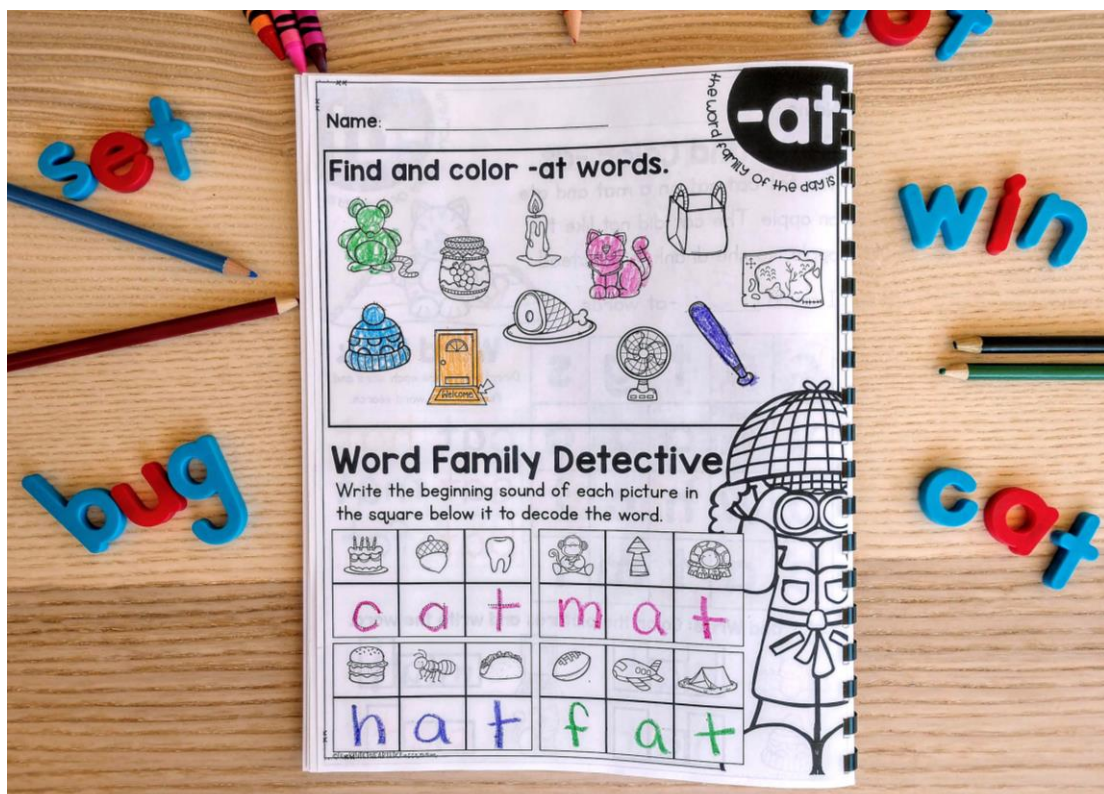 hot
set
Name:
-at
the word family of the day is
Find and color -at words.
win
Welcome
bug
Word Family Detective
Write the beginning sound of each picture in
the square below it to decode the word.
cat
c a t m a t
h a t f a t